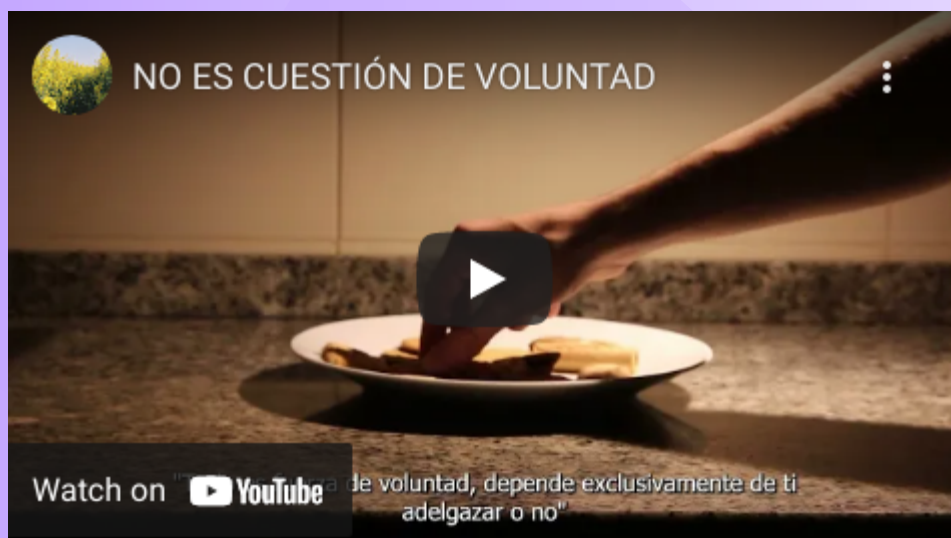 NO ES CUESTIÓN DE VOLUNTAD
Watch on YouTube
de voluntad, depende exclusivamente de ti
adelgazar o no"